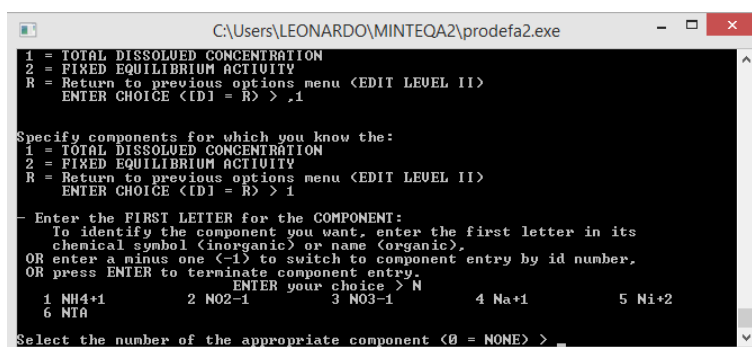 C:\Users\LEONARDO\MINTEQA2\prodefa2.exe
1 = TOTAL DISSOLVED CONCENTRATION
2 = FIXED EQUILIBRIUM ACTIVITY
R = Return to previous options menu (EDIT LEVEL II)
ENTER CHOICE ([D] = R) > ,1
Specify components for which you know the:
1 = TOTAL DISSOLVED CONCENTRATION
2 = FIXED EQUILIBRIUM ACTIVITY
R = Return to previous options menu (EDIT LEVEL II)
ENTER CHOICE ([D] = R) > 1
- Enter the FIRST LETTER for the COMPONENT:
To identify the component you want, enter the first letter in its
chemical symbol (inorganic) or name (organic),
OR enter a minus one (-1) to switch to component entry by id number,
OR press ENTER to terminate component entry.
ENTER your choice > N
1 NH4+1 2 NO2-1 3 NO3-1 4 Na+1 5 Ni+2
6 NTA
Select the number of the appropriate component (0 = NONE) > _